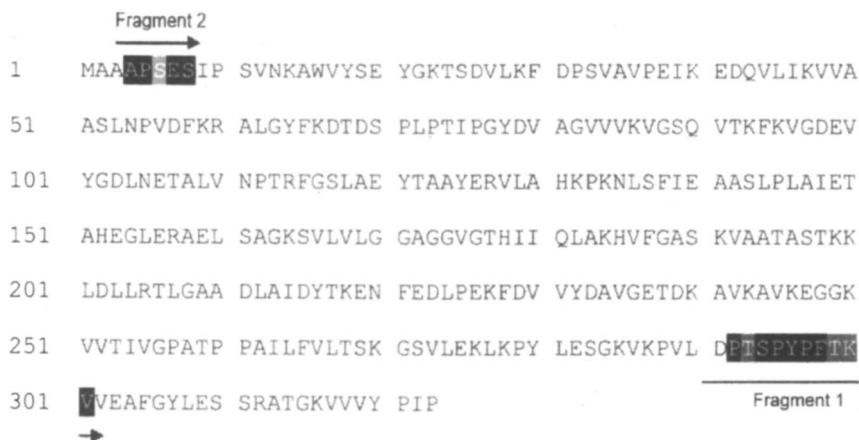 Fragment 2
1 MAAAPSESIP SVNKAWVYSE YGKTSDVLKF DPSVAVPEIK EDQVLIKVVA
51 ASLNPVDFKR ALGYFKDTDS PLPTIPGYDV AGVVVKVGSQ VTKFKVGDEV
101 YGDLNETALV NPTRFGSLAE YTAAYERVLA HKPKNLSFIE AASLPLAIET
151 AHEGLERAEL SAGKSVLVLG GAGGVGTHII QLAKHVFGAS KVAATASTKK
201 LDLLRTLGAA DLAIDYTKEN FEDLPEKFDV VYDAVGETDK AVKAVKEGGK
251 VVTIVGPATP PAILFVLTSK GSVLEKLKPY LESGKVKPVL DPTSPYPFTK
301 VVEAFGYLES SRATGKVVVY PIP
Fragment 1